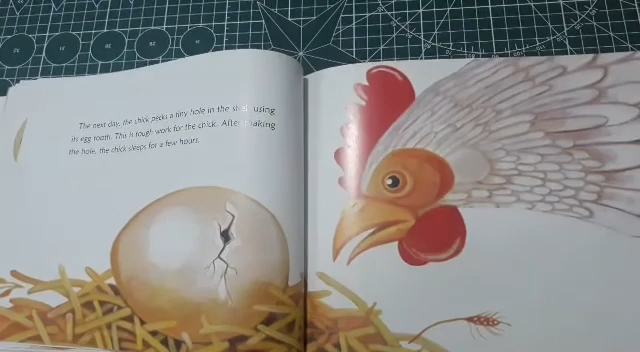 The next day, the chick pecks a tiny hole in the using
its egg tooth. This is tough work for the chick. After making
the hole, the chick sleeps for a few hours.